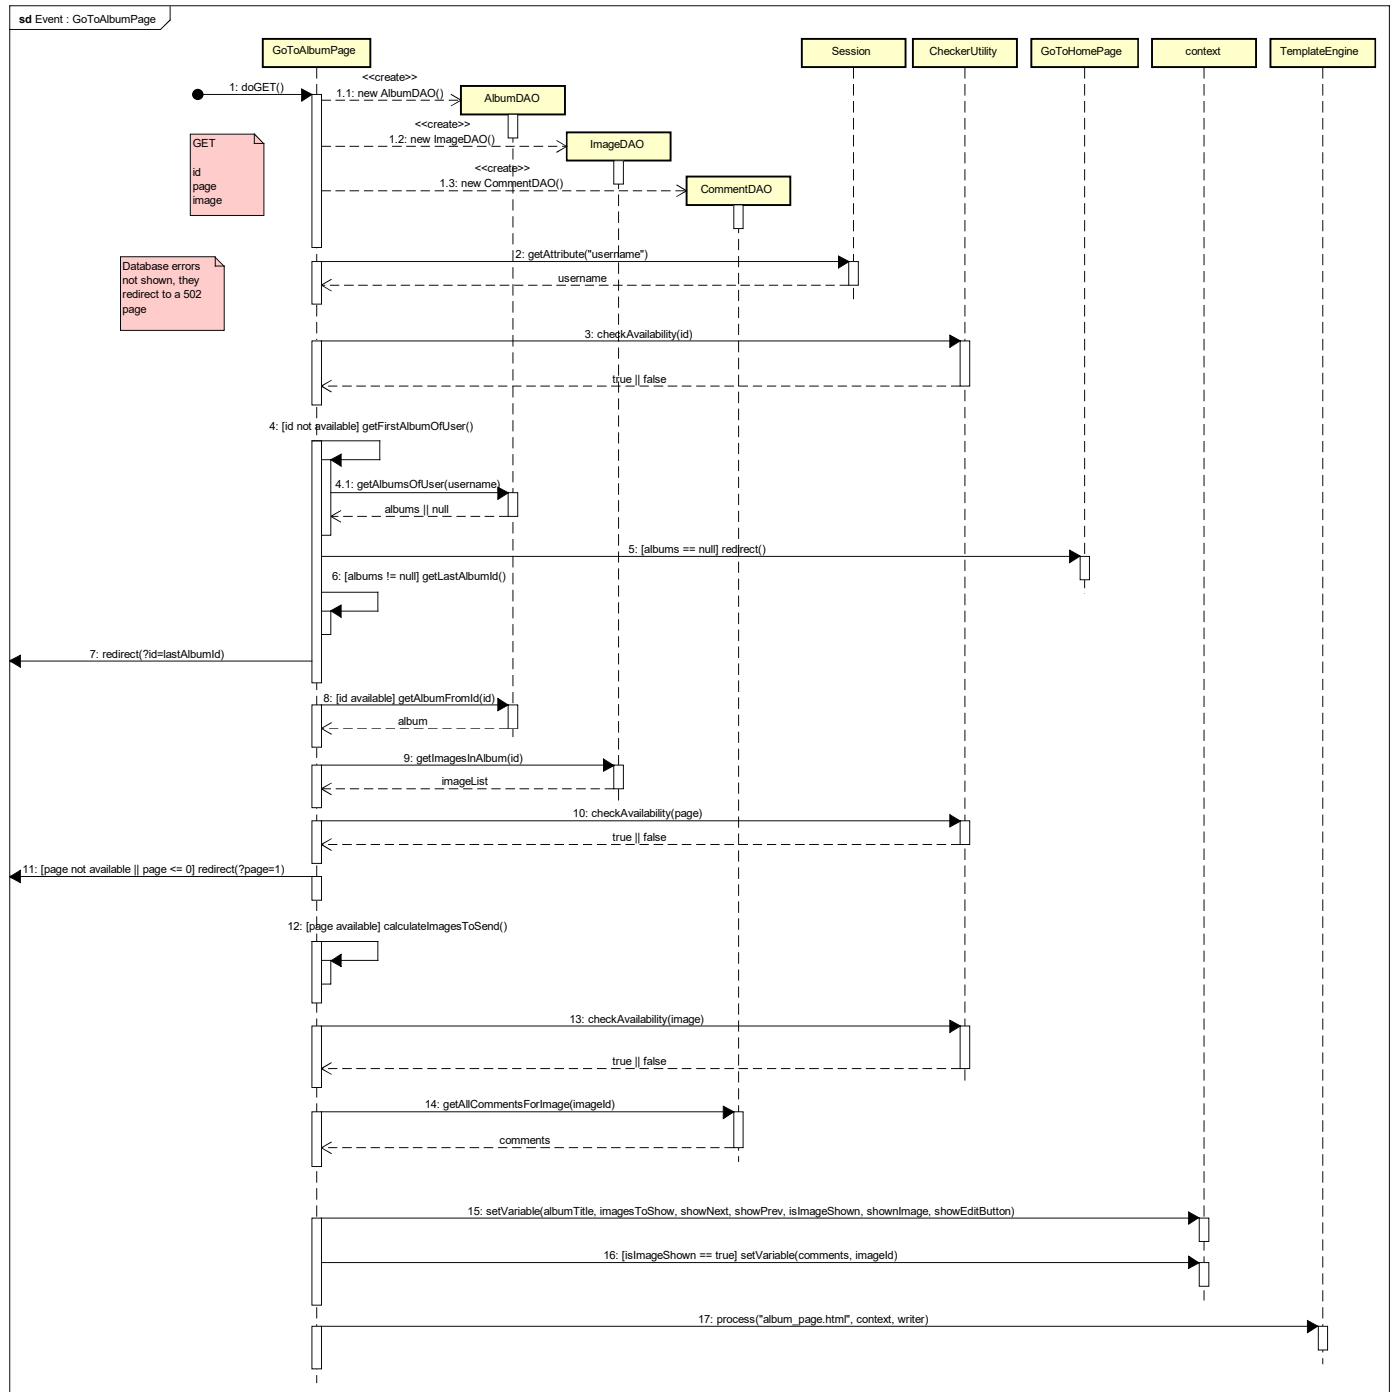 sd Event : GoToAlbumPage
GoToAlbumPage
Session
CheckerUtility
GoToHomePage
context
TemplateEngine
<<create>>
1: doGET()
1.1: new AlbumDAO()
AlbumDAO
<<create>>
1.2: new ImageDAO()
ImageDAO
GET
id
page
image
<<create>>
1.3: new CommentDAO()
CommentDAO
2: getAttribute("username")
username
Database errors
not shown, they
redirect to a 502
page
3: checkAvailability(id)
true || false
4: [id not available] getFirstAlbumOfUser()
4.1: getAlbumsOfUser(username)
albums || null
5: [albums == null] redirect()
6: [albums != null] getLastAlbumId()
7: redirect(?id=lastAlbumId)
8: [id available] getAlbumFromId(id)
album
9: getImagesInAlbum(id)
imageList
10: checkAvailability(page)
true || false
11: [page not available || page <= 0] redirect(?page=1)
12: [page available] calculateImagesToSend()
13: checkAvailability(image)
true || false
14: getAllCommentsForImage(imageId)
comments
15: setVariable(albumTitle, imagesToShow, showNext, showPrev, isImageShown, shownImage, showEditButton)
16: [isImageShown == true] setVariable(comments, imageId)
17: process("album_page.html", context, writer)